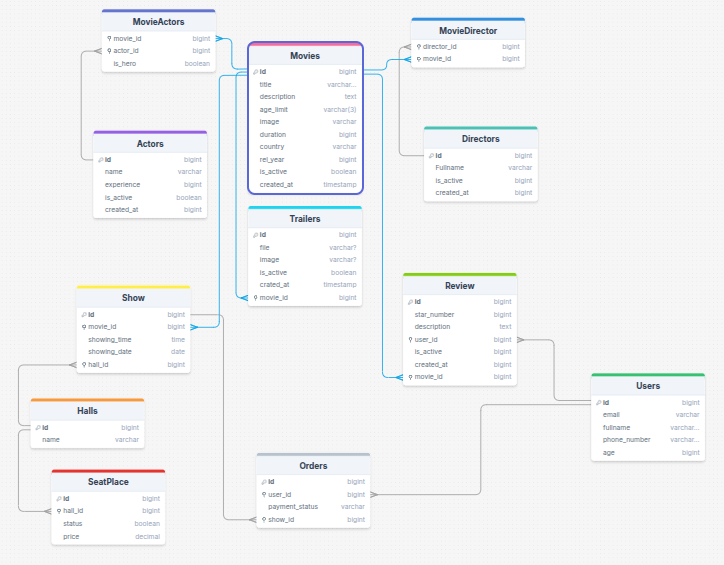 MovieActors
movie_id bigint
actor_id bigint
is_hero boolean
Movies
id bigint
title varchar...
description text
age_limit varchar(3)
image varchar
duration bigint
country varchar
rel_year bigint
is_active boolean
created_at timestamp
MovieDirector
director_id bigint
movie_id bigint
Actors
id bigint
name varchar
experience bigint
is_active boolean
created_at bigint
Directors
id bigint
Fullname varchar
is_active bigint
created_at bigint
Trailers
id bigint
file varchar?
image varchar?
is_active boolean
crated_at timestamp
movie_id bigint
Show
id bigint
movie_id bigint
showing_time time
showing_date date
hall_id bigint
Review
id bigint
star_number bigint
description text
user_id bigint
is_active bigint
created_at bigint
movie_id bigint
Users
id bigint
email varchar
fullname varchar...
phone_number varchar...
age bigint
Halls
id bigint
name varchar
SeatPlace
id bigint
hall_id bigint
status boolean
price decimal
Orders
id bigint
user_id bigint
payment_status varchar
show_id bigint